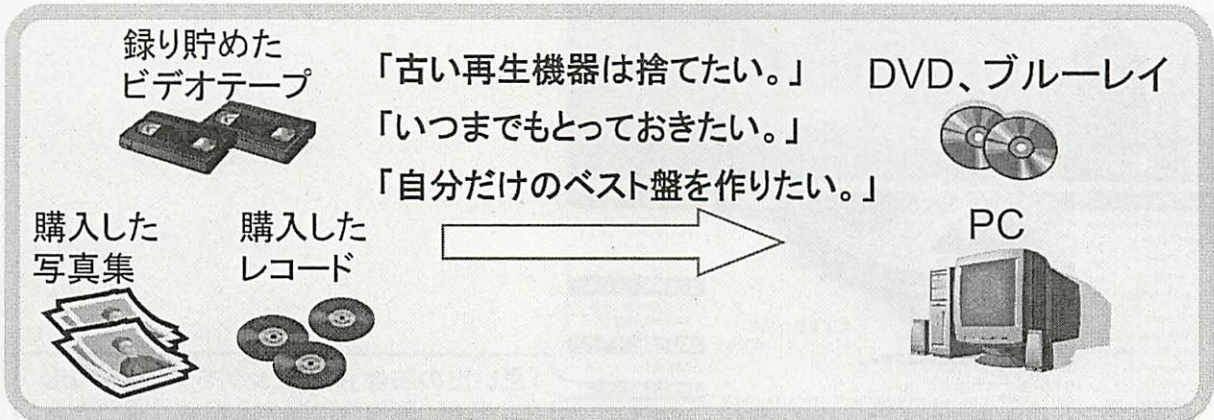 録り貯めた
ビデオテープ
「古い再生機器は捨てたい。」
「いつまでもとっておきたい。」
「自分だけのベスト盤を作りたい。」
DVD、ブルーレイ
購入した
写真集
購入した
レコード
PC